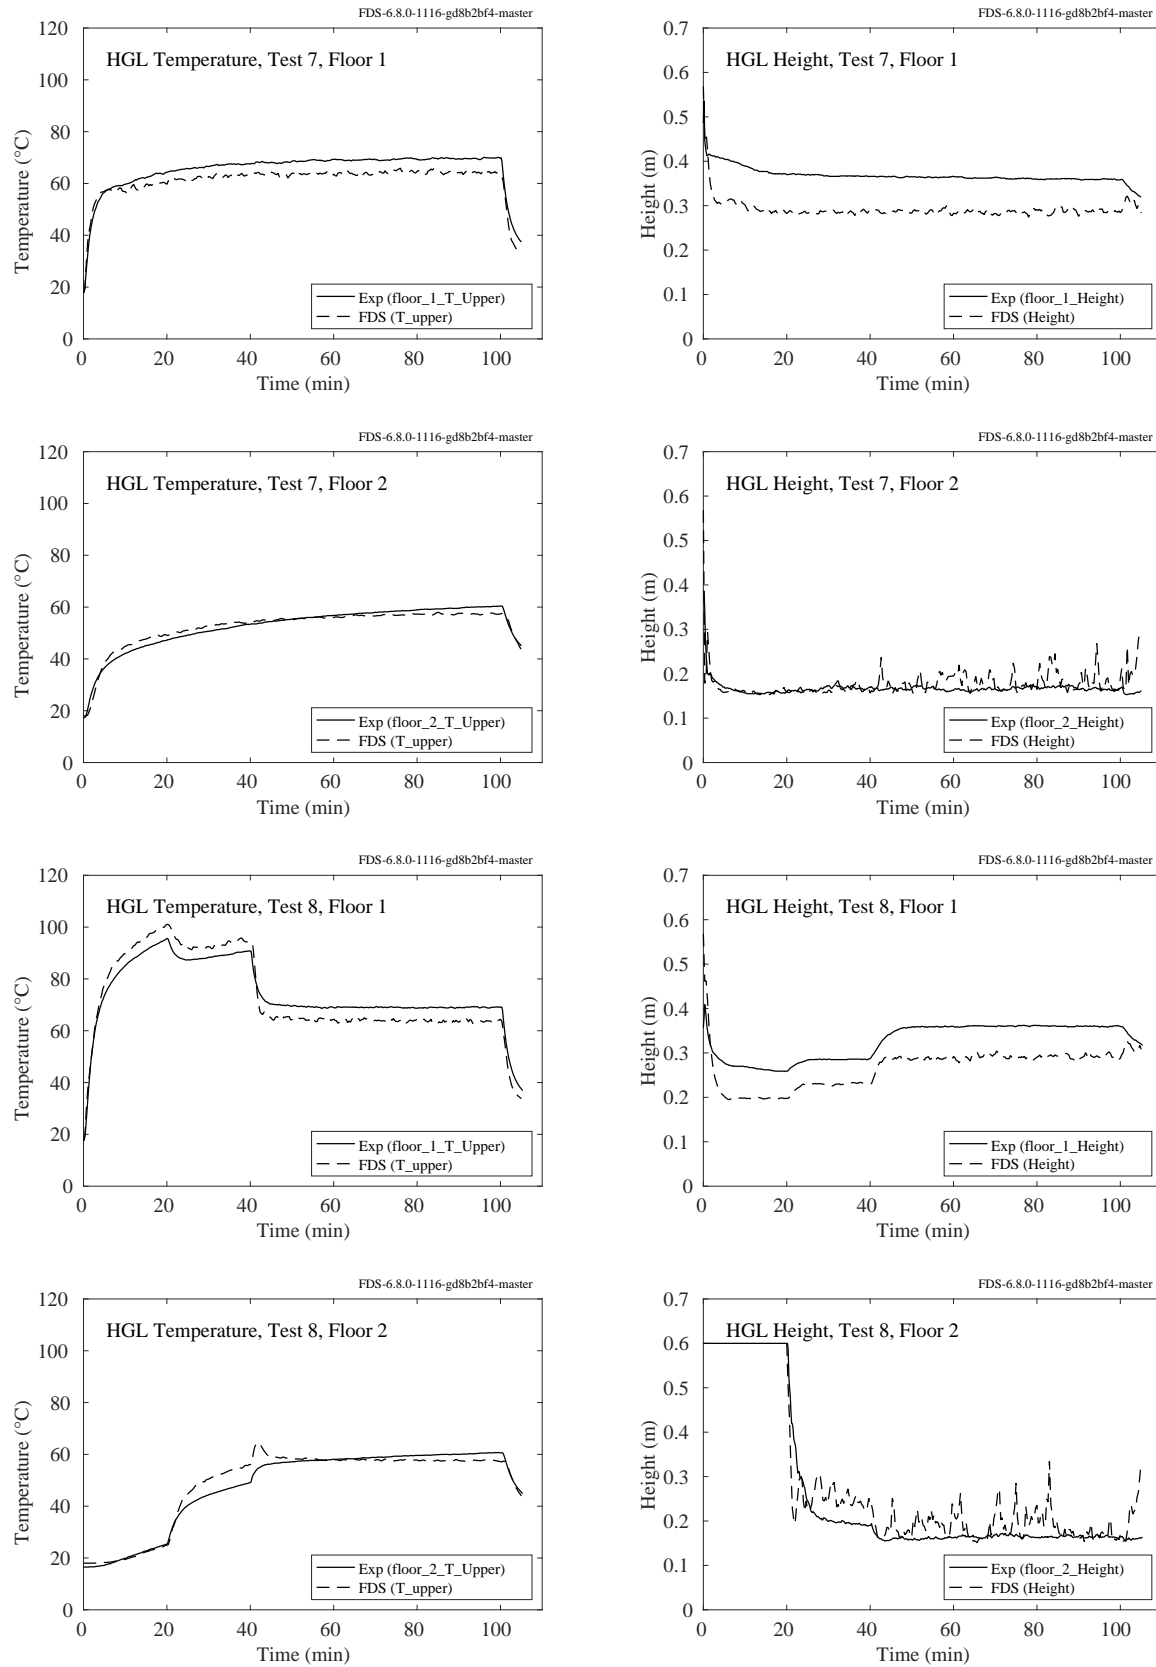 FDS-6.8.0-1116-gd8b2bf4-master
HGL Temperature, Test 7, Floor 1
Temperature (°C)
120
100
80
60
40
20
0
0 20 40 60 80 100
Time (min)
Exp (floor_1_T_Upper)
FDS (T_upper)
FDS-6.8.0-1116-gd8b2bf4-master
HGL Height, Test 7, Floor 1
Height (m)
0.7
0.6
0.5
0.4
0.3
0.2
0.1
0
0 20 40 60 80 100
Time (min)
Exp (floor_1_Height)
FDS (Height)
FDS-6.8.0-1116-gd8b2bf4-master
HGL Temperature, Test 7, Floor 2
Temperature (°C)
120
100
80
60
40
20
0
0 20 40 60 80 100
Time (min)
Exp (floor_2_T_Upper)
FDS (T_upper)
FDS-6.8.0-1116-gd8b2bf4-master
HGL Height, Test 7, Floor 2
Height (m)
0.7
0.6
0.5
0.4
0.3
0.2
0.1
0
0 20 40 60 80 100
Time (min)
Exp (floor_2_Height)
FDS (Height)
FDS-6.8.0-1116-gd8b2bf4-master
HGL Temperature, Test 8, Floor 1
Temperature (°C)
120
100
80
60
40
20
0
0 20 40 60 80 100
Time (min)
Exp (floor_1_T_Upper)
FDS (T_upper)
FDS-6.8.0-1116-gd8b2bf4-master
HGL Height, Test 8, Floor 1
Height (m)
0.7
0.6
0.5
0.4
0.3
0.2
0.1
0
0 20 40 60 80 100
Time (min)
Exp (floor_1_Height)
FDS (Height)
FDS-6.8.0-1116-gd8b2bf4-master
HGL Temperature, Test 8, Floor 2
Temperature (°C)
120
100
80
60
40
20
0
0 20 40 60 80 100
Time (min)
Exp (floor_2_T_Upper)
FDS (T_upper)
FDS-6.8.0-1116-gd8b2bf4-master
HGL Height, Test 8, Floor 2
Height (m)
0.7
0.6
0.5
0.4
0.3
0.2
0.1
0
0 20 40 60 80 100
Time (min)
Exp (floor_2_Height)
FDS (Height)